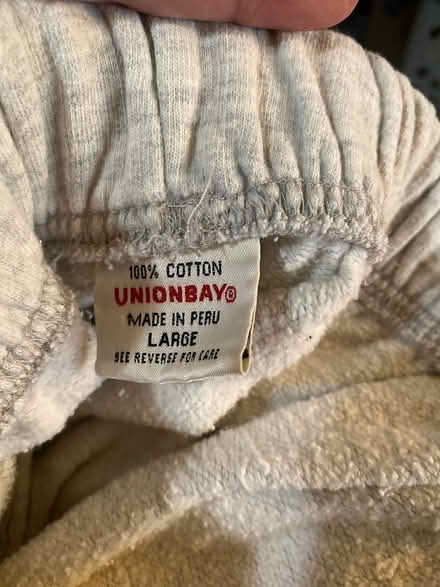 100% COTTON
UNIONBAY®
MADE IN PERU
LARGE
SEE REVERSE FOR CARE